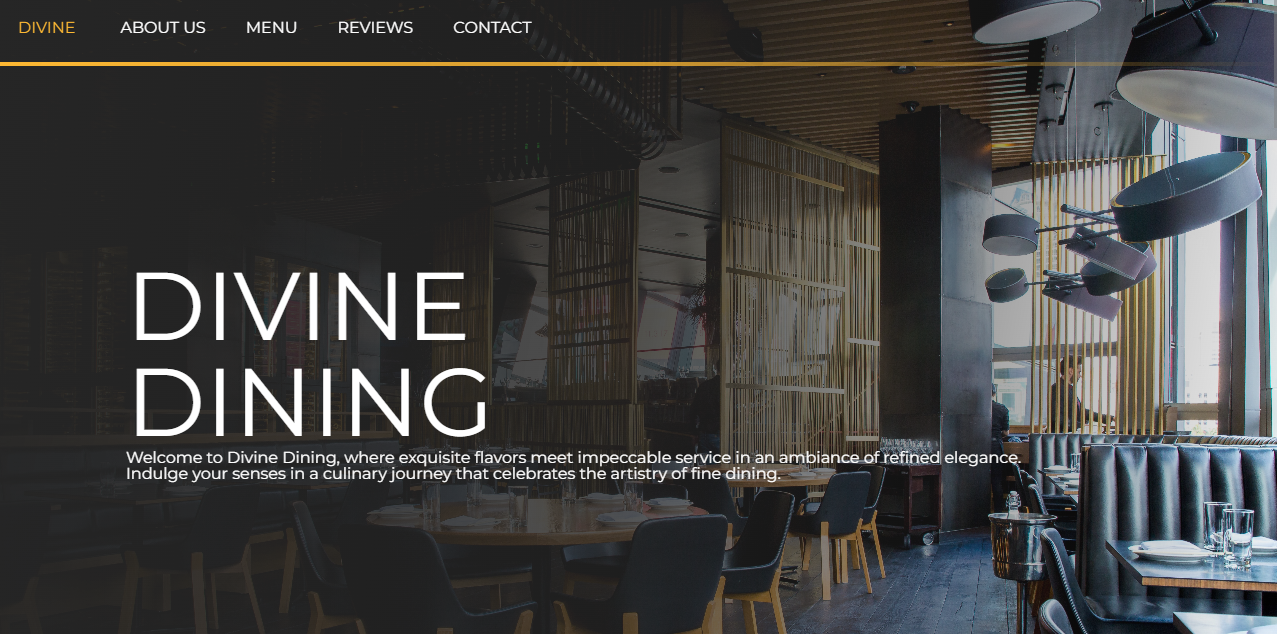 DIVINE ABOUT US MENU REVIEWS CONTACT
DIVINE
DINING
Welcome to Divine Dining, where exquisite flavors meet impeccable service in an ambiance of refined elegance.
Indulge your senses in a culinary journey that celebrates the artistry of fine dining.